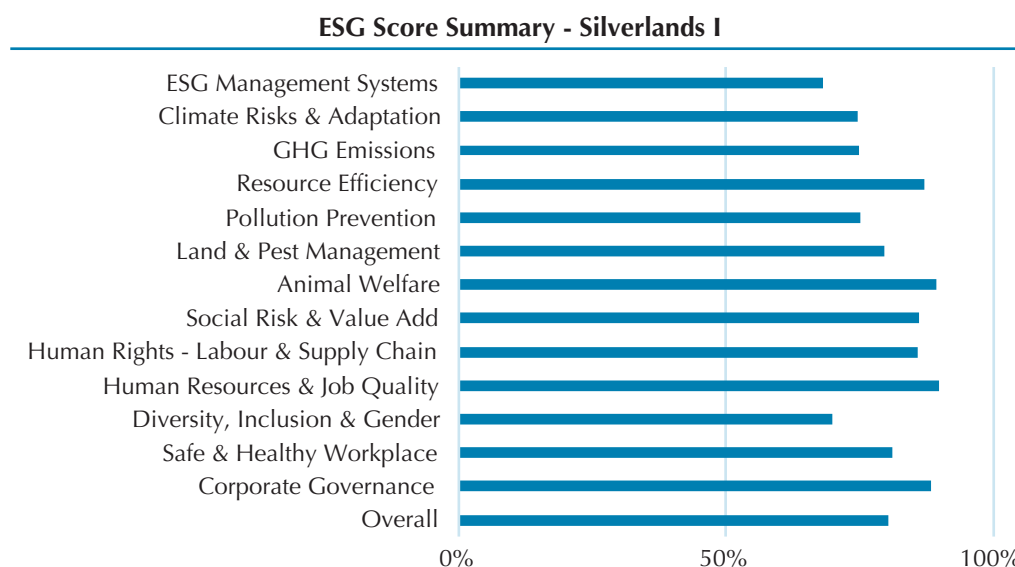 ESG Score Summary - Silverlands I
ESG Management Systems
Climate Risks & Adaptation
GHG Emissions
Resource Efficiency
Pollution Prevention
Land & Pest Management
Animal Welfare
Social Risk & Value Add
Human Rights - Labour & Supply Chain
Human Resources & Job Quality
Diversity, Inclusion & Gender
Safe & Healthy Workplace
Corporate Governance
Overall
0% 50% 100%